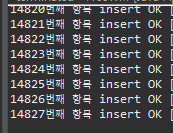 14820번째 항목 insert OK [
14821번째 항목 insert OK [
14822번째 항목 insert OK [
14823번째 항목 insert OK [
14824번째 항목 insert OK [
14825번째 항목 insert OK [
14826번째 항목 insert OK [
14827번째 항목 insert OK [